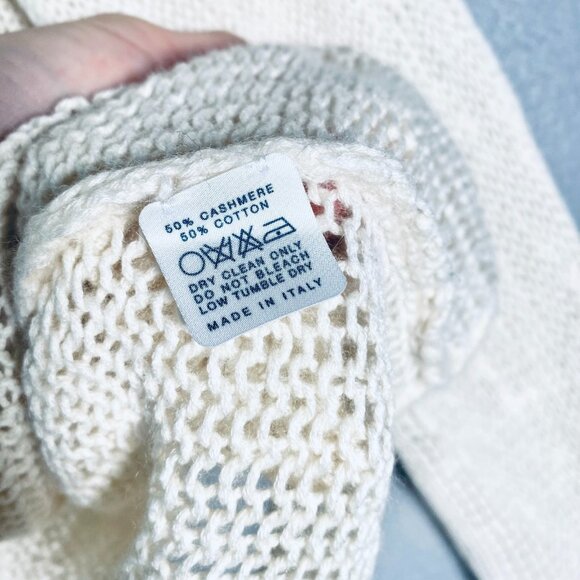 50% CASHMERE
50% COTTON
DRY CLEAN ONLY
DO NOT BLEACH
LOW TUMBLE DRY
MADE IN ITALY